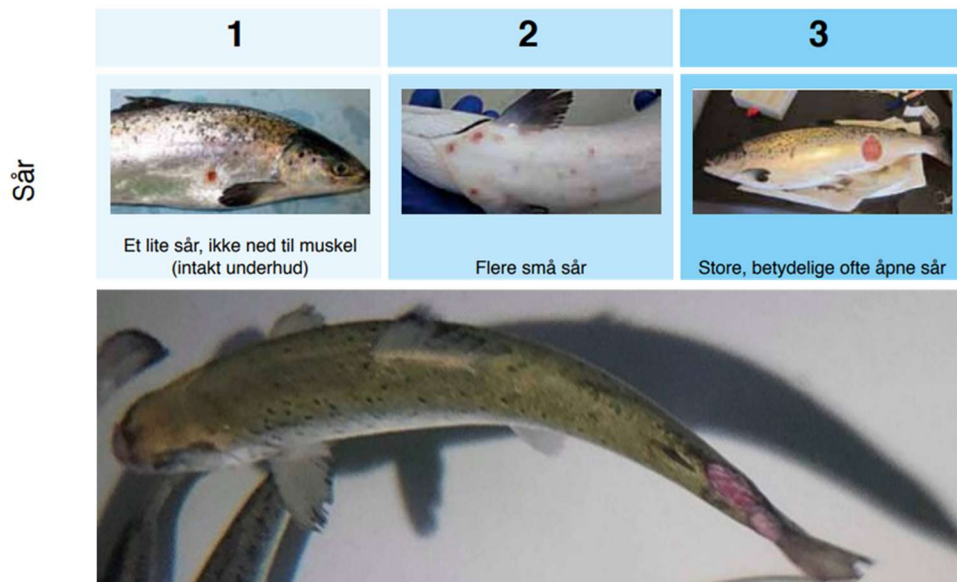 1
2
3
Sår
Et lite sår, ikke ned til muskel
(intakt underhud)
Flere små sår
Store, betydelige ofte åpne sår